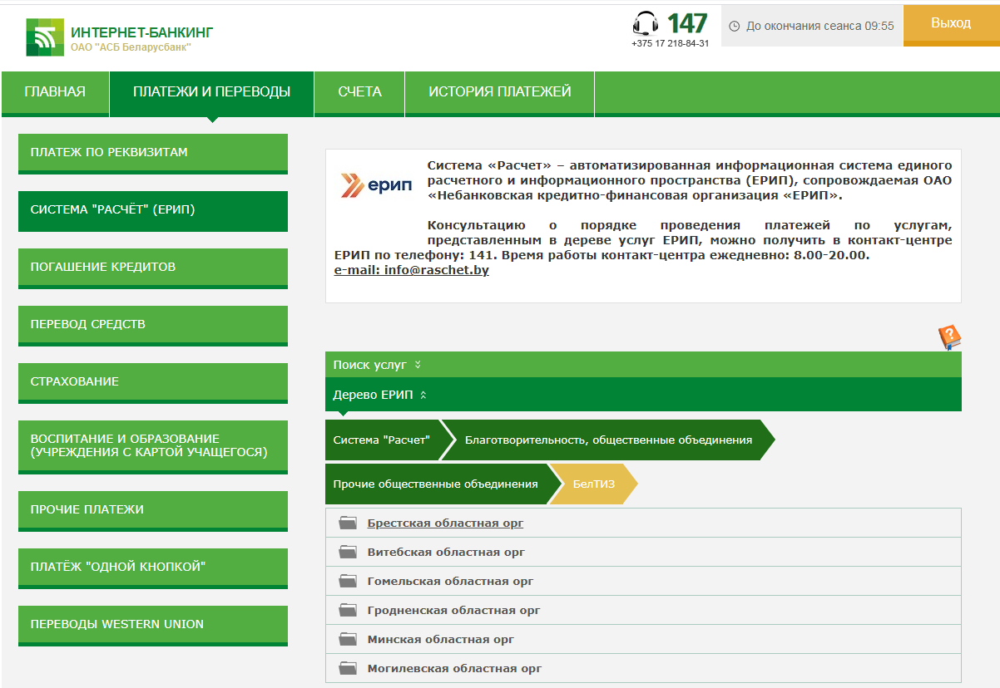 ИНТЕРНЕТ-БАНКИНГ
ОАО "АСБ Беларусбанк"
147
+375 17 218-84-31
До окончания сеанса 09:55
Выход
ГЛАВНАЯ
ПЛАТЕЖИ И ПЕРЕВОДЫ
СЧЕТА
ИСТОРИЯ ПЛАТЕЖЕЙ
ПЛАТЕЖ ПО РЕКВИЗИТАМ
СИСТЕМА "РАСЧЁТ" (ЕРИП)
ПОГАШЕНИЕ КРЕДИТОВ
ПЕРЕВОД СРЕДСТВ
СТРАХОВАНИЕ
ВОСПИТАНИЕ И ОБРАЗОВАНИЕ
(УЧРЕЖДЕНИЯ С КАРТОЙ УЧАЩЕГОСЯ)
ПРОЧИЕ ПЛАТЕЖИ
ПЛАТЁЖ "ОДНОЙ КНОПКОЙ"
ПЕРЕВОДЫ WESTERN UNION
ерип
Система «Расчет» – автоматизированная информационная система единого
расчетного и информационного пространства (ЕРИП), сопровождаемая ОАО
«Небанковская кредитно-финансовая организация «ЕРИП».
Консультацию о порядке проведения платежей по услугам,
представленным в дереве услуг ЕРИП, можно получить в контакт-центре
ЕРИП по телефону: 141. Время работы контакт-центра ежедневно: 8.00-20.00.
e-mail: info@raschet.by
?
Поиск услуг
Дерево ЕРИП
Система "Расчет"
Благотворительность, общественные объединения
Прочие общественные объединения
БелТИЗ
Брестская областная орг
Витебская областная орг
Гомельская областная орг
Гродненская областная орг
Минская областная орг
Могилевская областная орг